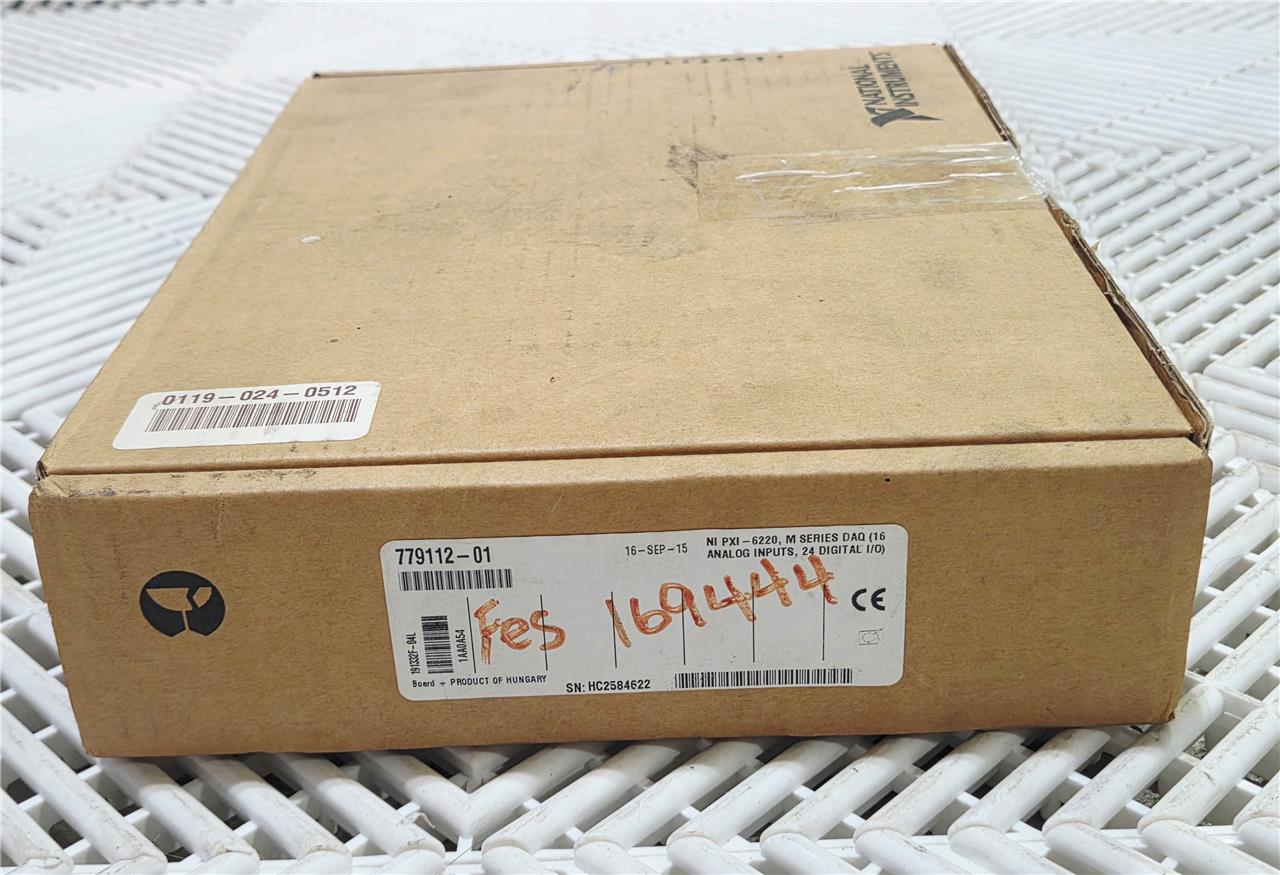 NATIONAL
INSTRUMENTS
0119-024-0512
779112-01
16-SEP-15
NI PXI-6220, M SERIES DAQ (16
ANALOG INPUTS, 24 DIGITAL I/O)
Fes 169444
CE
191332F-04L
1AA0A54
Board - PRODUCT OF HUNGARY
SN: HC2584622